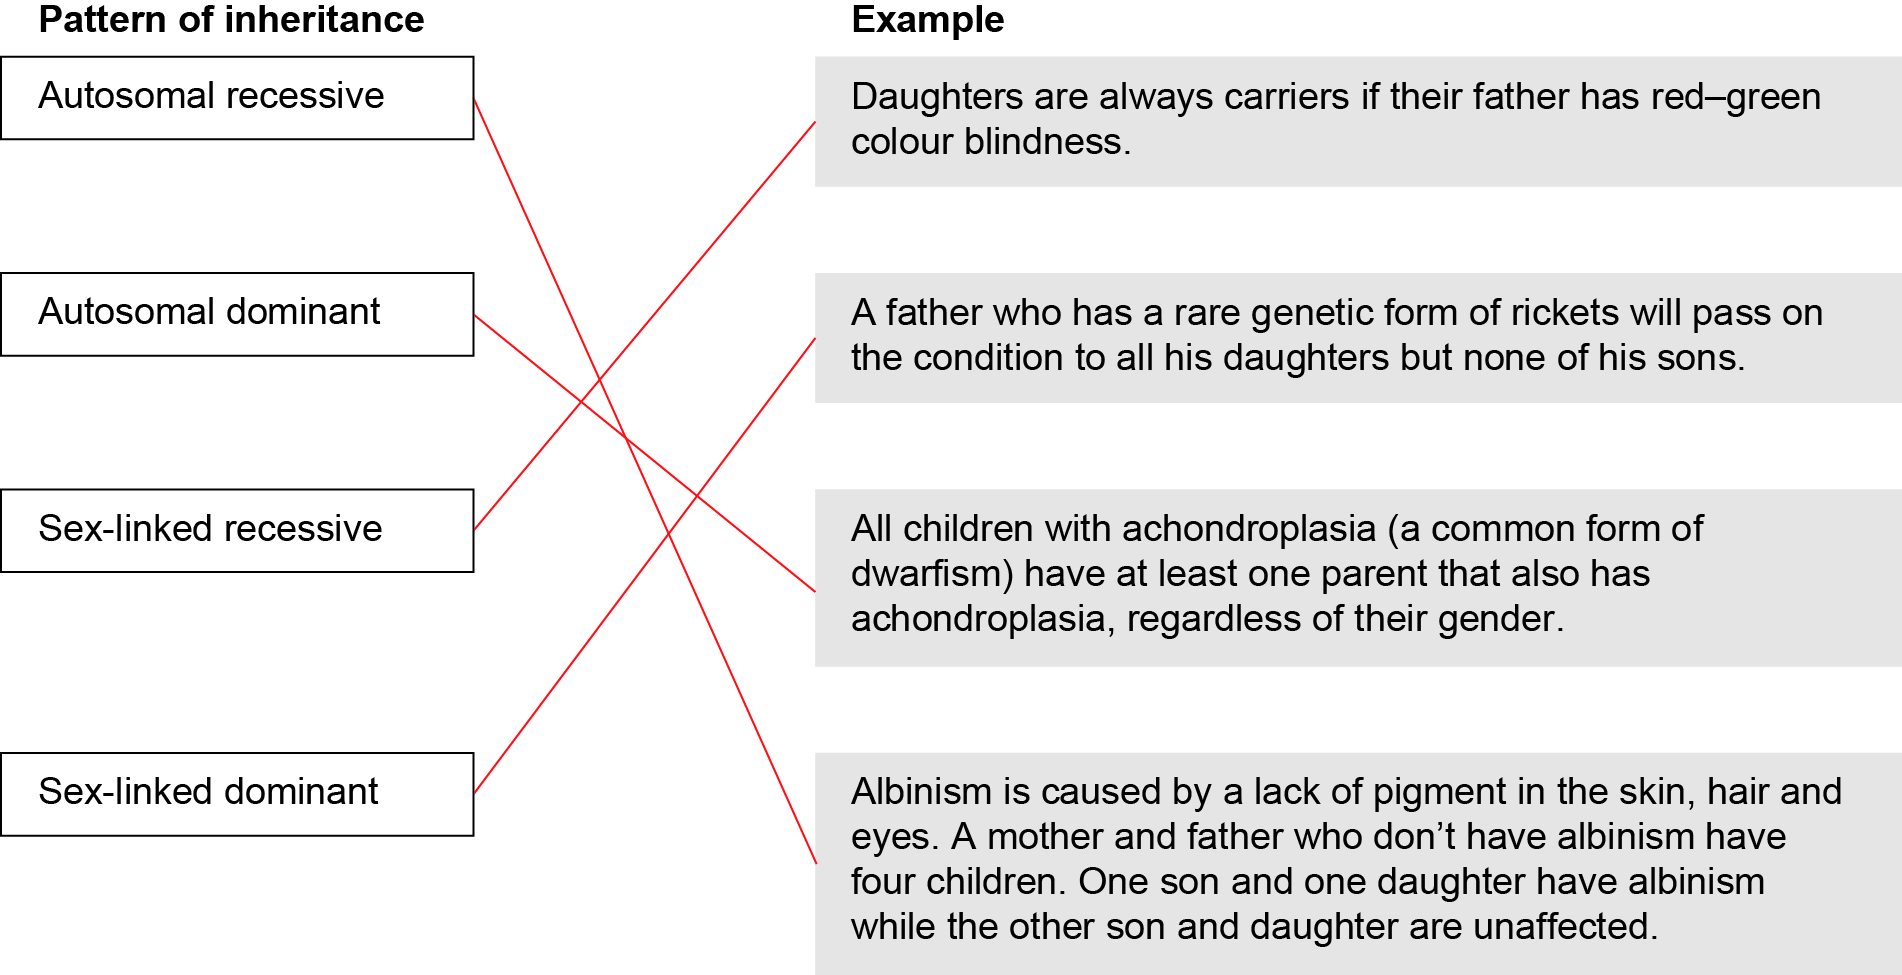 Pattern of inheritance
Example
Autosomal recessive
Daughters are always carriers if their father has red–green
colour blindness.
Autosomal dominant
A father who has a rare genetic form of rickets will pass on
the condition to all his daughters but none of his sons.
Sex-linked recessive
All children with achondroplasia (a common form of
dwarfism) have at least one parent that also has
achondroplasia, regardless of their gender.
Sex-linked dominant
Albinism is caused by a lack of pigment in the skin, hair and
eyes. A mother and father who don’t have albinism have
four children. One son and one daughter have albinism
while the other son and daughter are unaffected.